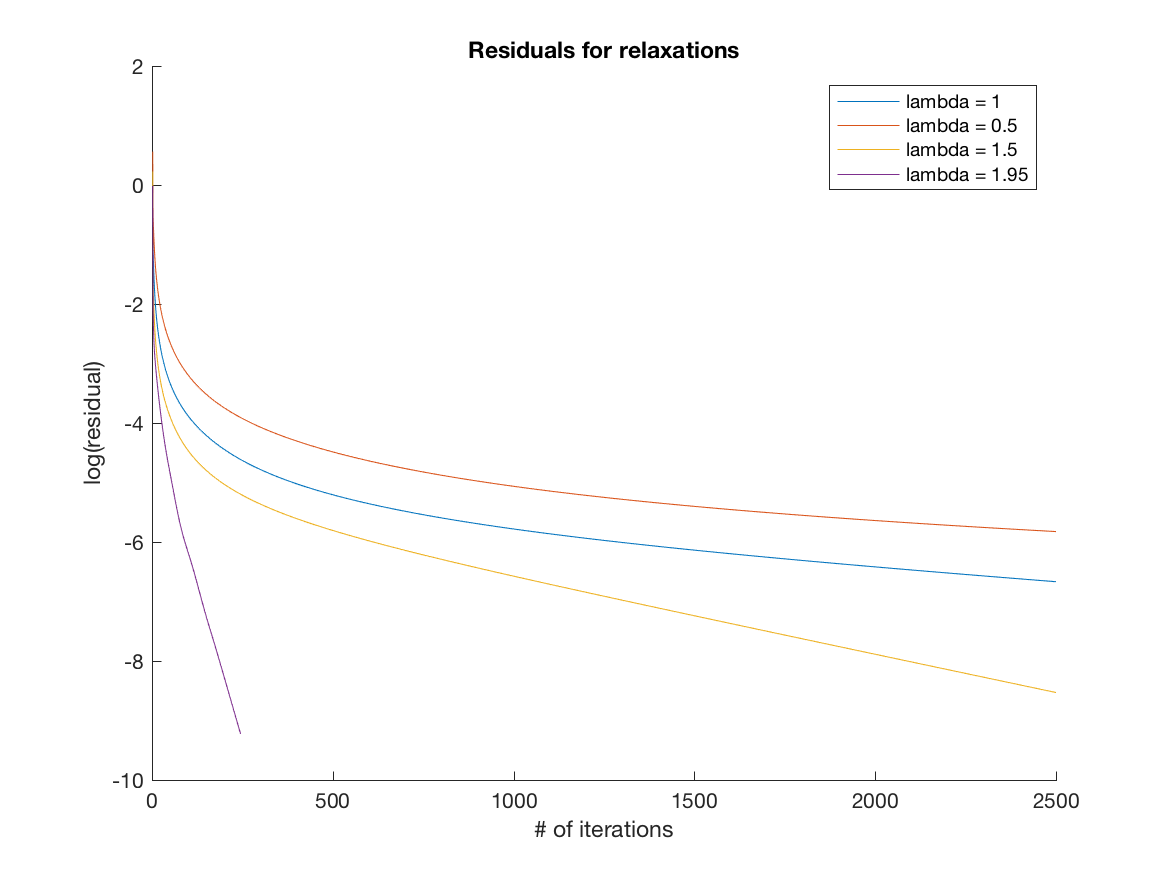 Residuals for relaxations
2
lambda = 1
lambda = 0.5
lambda = 1.5
lambda = 1.95
0
-2
log(residual)
-4
-6
-8
-10
0
500
1000
1500
2000
2500
# of iterations